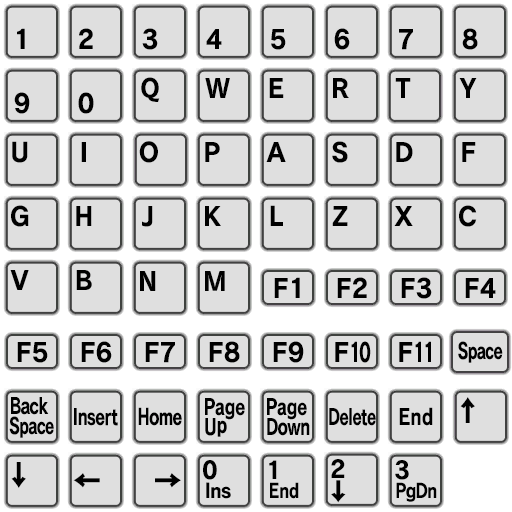 1 2 3 4 5 6 7 8
9 0 Q W E R T Y
U I O P A S D F
G H J K L Z X C
V B N M F1 F2 F3 F4
F5 F6 F7 F8 F9 F10 F11 Space
Back Space Insert Home Page Up Page Down Delete End ↑
↓ ← → 0 Ins 1 End 2 ↓ 3 PgDn